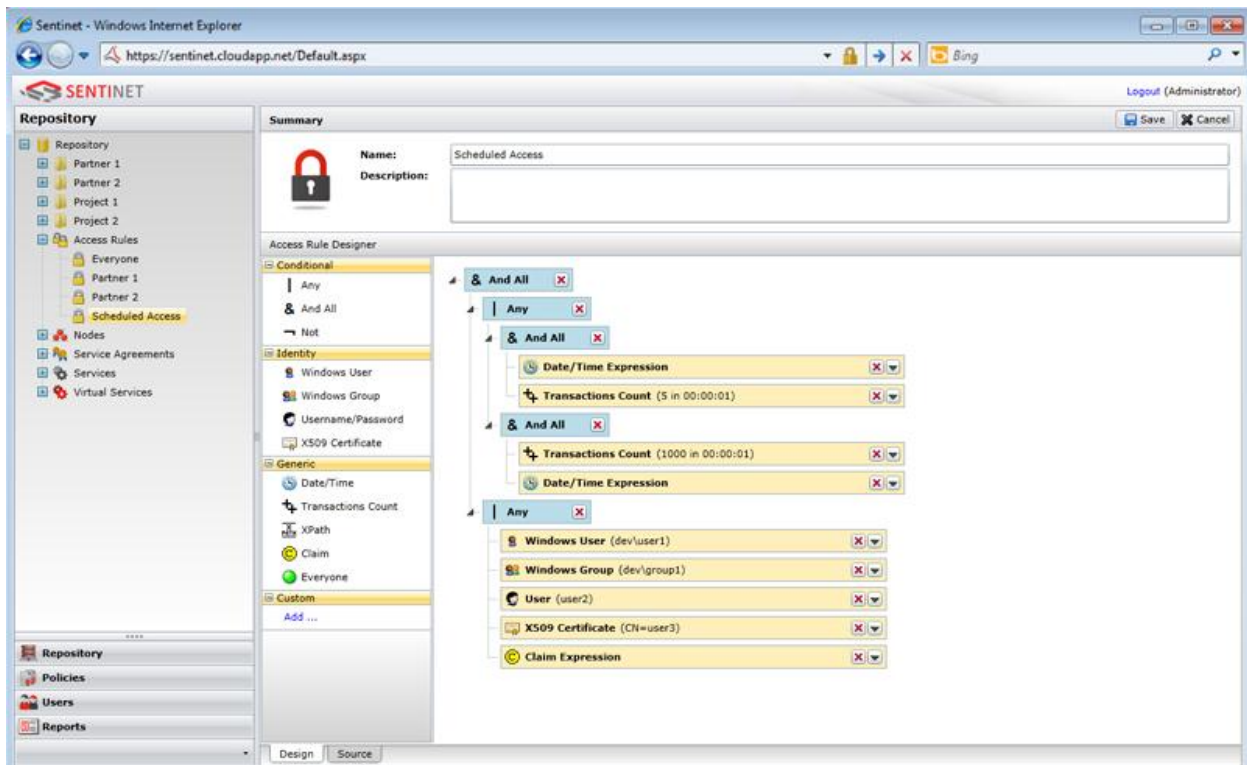 Sentinet - Windows Internet Explorer
https://sentinet.cloudapp.net/Default.aspx
Bing
SENTINET
Logout (Administrator)
Repository
Repository
Partner 1
Partner 2
Project 1
Project 2
Access Rules
Everyone
Partner 1
Partner 2
Scheduled Access
Nodes
Service Agreements
Services
Virtual Services
Repository
Policies
Users
Reports
Summary
Save
Cancel
Name:
Scheduled Access
Description:
Access Rule Designer
Conditional
| Any
& And All
¬ Not
Identity
Windows User
Windows Group
Username/Password
X509 Certificate
Generic
Date/Time
Transactions Count
XPath
Claim
Everyone
Custom
Add ...
& And All
| Any
& And All
Date/Time Expression
Transactions Count (5 in 00:00:01)
& And All
Transactions Count (1000 in 00:00:01)
Date/Time Expression
| Any
Windows User (dev\user1)
Windows Group (dev\group1)
User (user2)
X509 Certificate (CN=user3)
Claim Expression
Design
Source